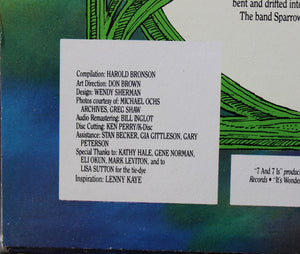 bent and drifted into
The band Sparrow
Compilation: HAROLD BRONSON
Art Direction: DON BROWN
Design: WENDY SHERMAN
Photos courtesy of: MICHAEL OCHS
ARCHIVES, GREG SHAW
Audio Remastering: BILL INGLOT
Disc Cutting: KEN PERRY/K-Disc
Assistance: STAN BECKER, GIA GITTLESON, GARY
PETERSON
Special Thanks to: KATHY HALE, GENE NORMAN,
ELI OKUN, MARK LEVITON, and to
LISA SUTTON for the tie-dye
Inspiration: LENNY KAYE
"7 And 7 Is" produc
Records • "It's Wonde